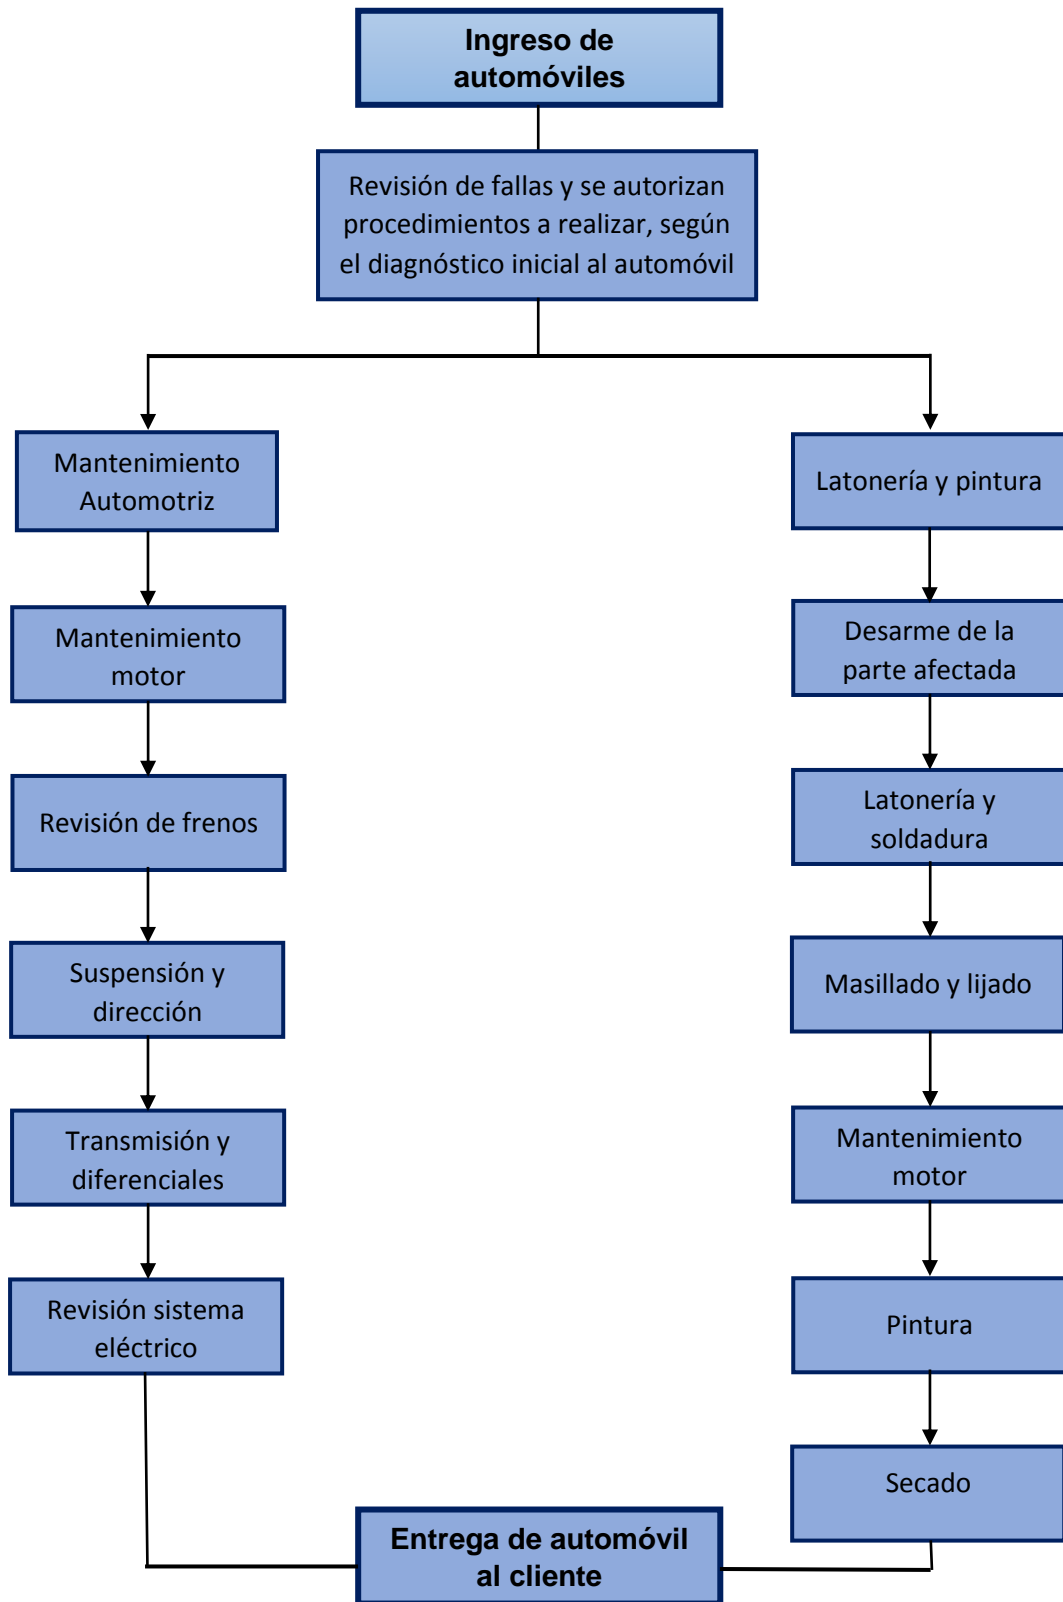 Ingreso de
automóviles
Revisión de fallas y se autorizan
procedimientos a realizar, según
el diagnóstico inicial al automóvil
Mantenimiento
Automotriz
Mantenimiento
motor
Revisión de frenos
Suspensión y
dirección
Transmisión y
diferenciales
Revisión sistema
eléctrico
Latonería y pintura
Desarme de la
parte afectada
Latonería y
soldadura
Masillado y lijado
Mantenimiento
motor
Pintura
Secado
Entrega de automóvil
al cliente